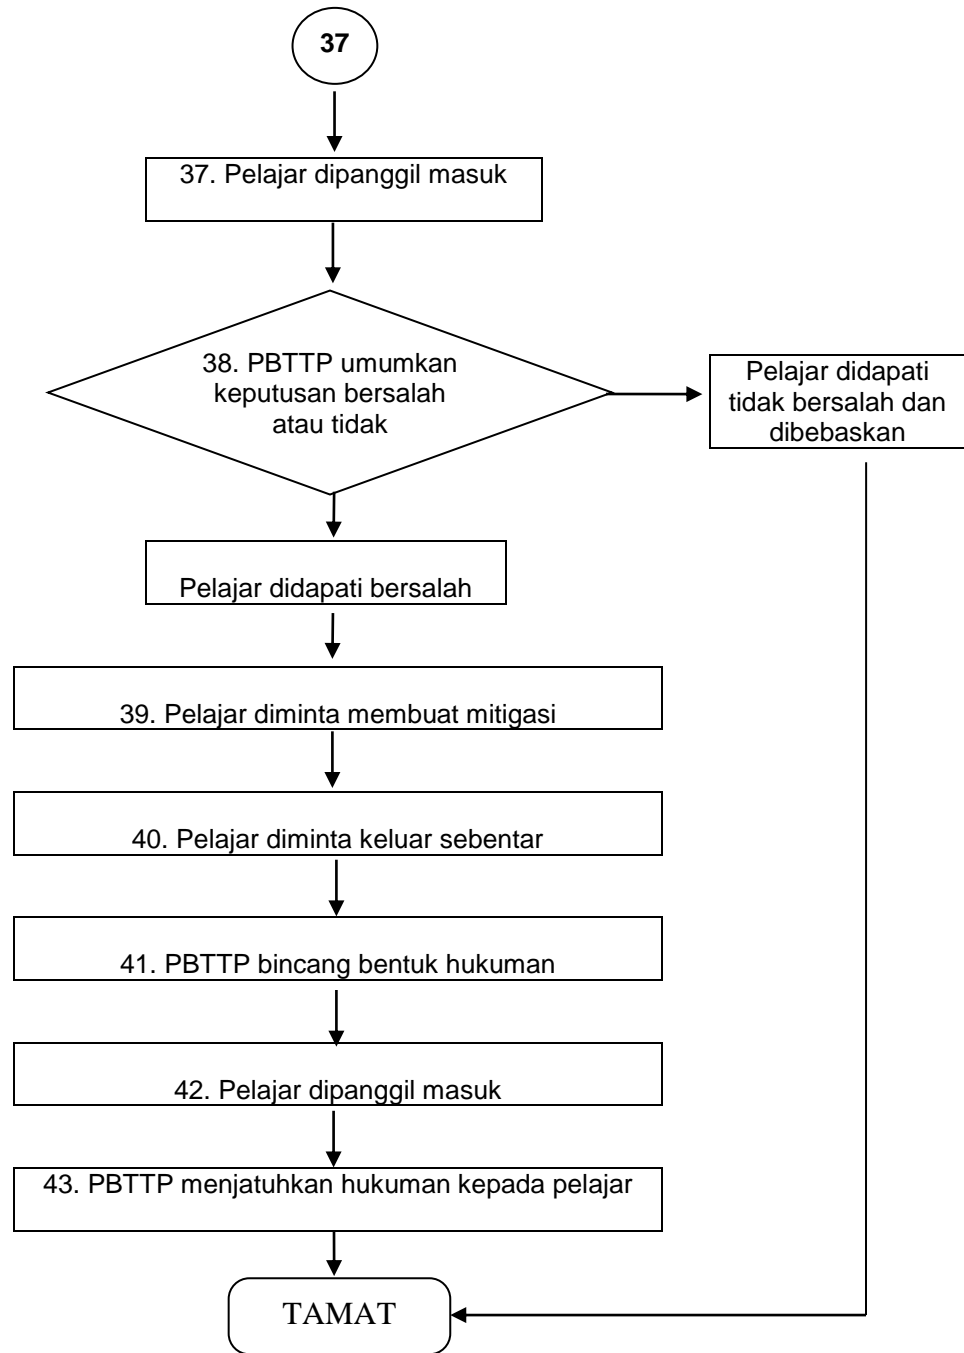 37
37. Pelajar dipanggil masuk
38. PBTTP umumkan
keputusan bersalah
atau tidak
Pelajar didapati
tidak bersalah dan
dibebaskan
Pelajar didapati bersalah
39. Pelajar diminta membuat mitigasi
40. Pelajar diminta keluar sebentar
41. PBTTP bincang bentuk hukuman
42. Pelajar dipanggil masuk
43. PBTTP menjatuhkan hukuman kepada pelajar
TAMAT